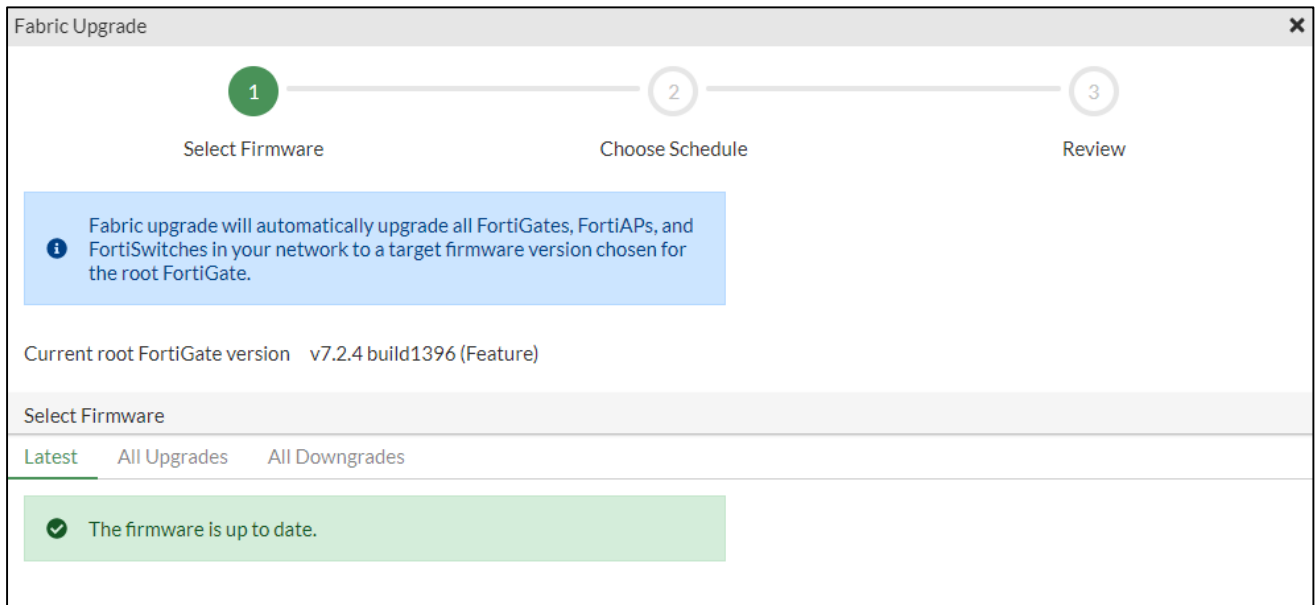 Fabric Upgrade
1
2
3
Select Firmware
Choose Schedule
Review
Fabric upgrade will automatically upgrade all FortiGates, FortiAPs, and
FortiSwitches in your network to a target firmware version chosen for
the root FortiGate.
Current root FortiGate version v7.2.4 build1396 (Feature)
Select Firmware
Latest All Upgrades All Downgrades
The firmware is up to date.